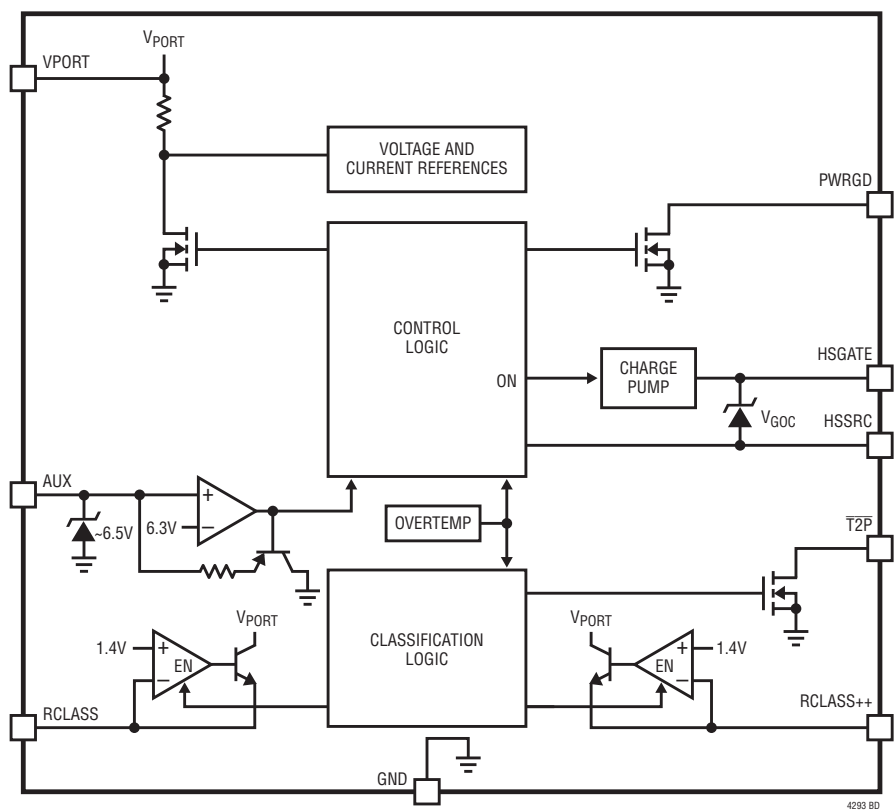 VPORT
VPORT
VOLTAGE AND
CURRENT REFERENCES
PWRGD
CONTROL
LOGIC
ON
CHARGE
PUMP
HSGATE
VGOC
HSSRC
AUX
~6.5V
6.3V
+
−
OVERTEMP
T2P
VPORT
1.4V
+
−
EN
CLASSIFICATION
LOGIC
VPORT
EN
+
−
1.4V
RCLASS
RCLASS++
GND
4293 BD